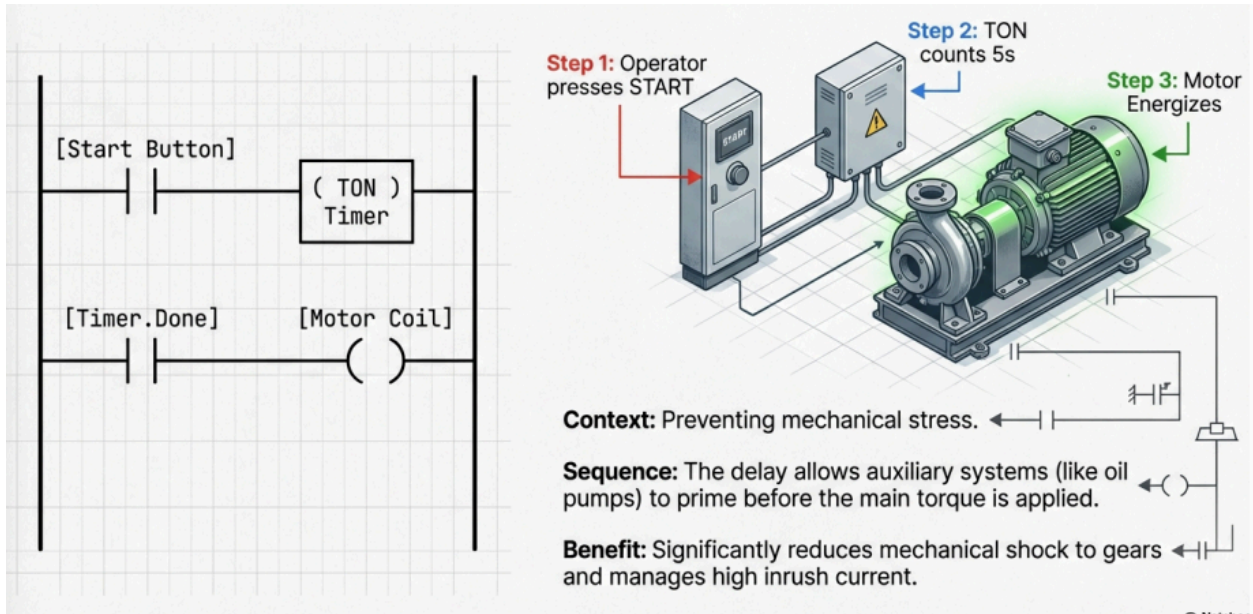 [Start Button]
( TON )
Timer
[Timer.Done]
[Motor Coil]
Step 1: Operator
presses START
START
Step 2: TON
counts 5s
Step 3: Motor
Energizes
Context: Preventing mechanical stress.
Sequence: The delay allows auxiliary systems (like oil
pumps) to prime before the main torque is applied.
Benefit: Significantly reduces mechanical shock to gears
and manages high inrush current.